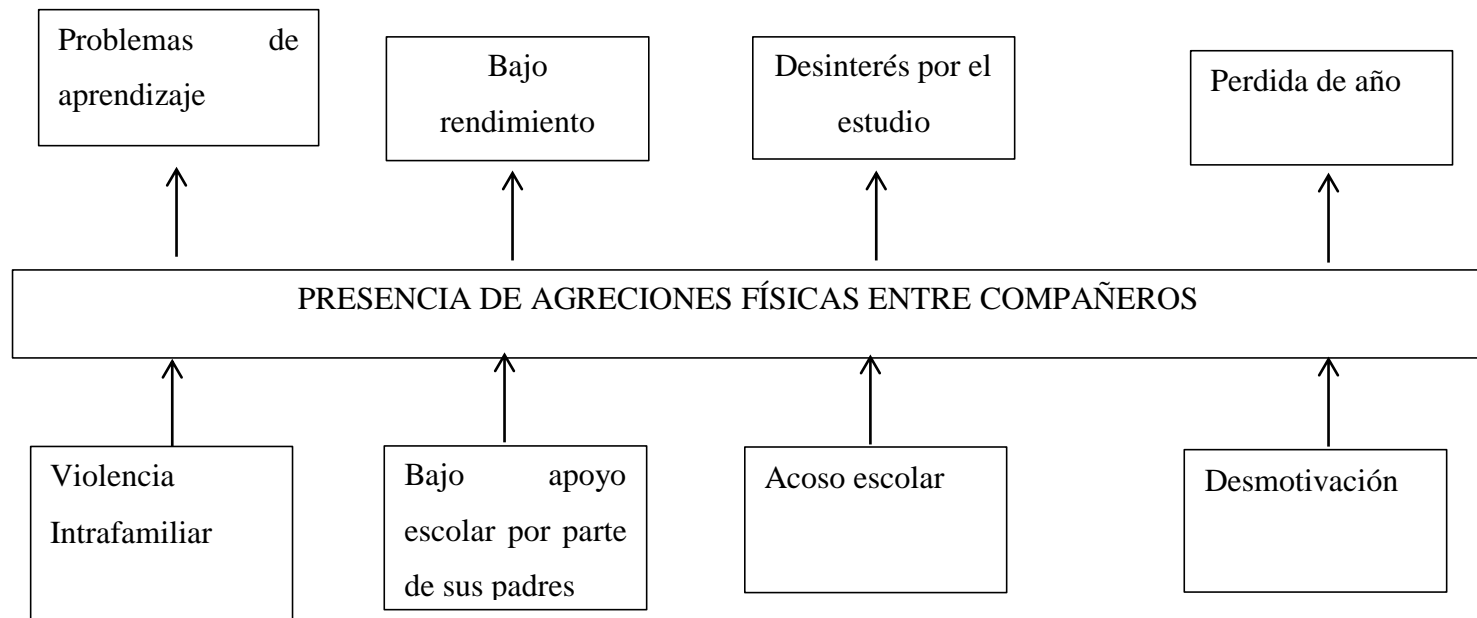 Problemas de
aprendizaje
Bajo
rendimiento
Desinterés por el
estudio
Perdida de año
PRESENCIA DE AGRECIONES FÍSICAS ENTRE COMPAÑEROS
Violencia
Intrafamiliar
Bajo apoyo
escolar por parte
de sus padres
Acoso escolar
Desmotivación